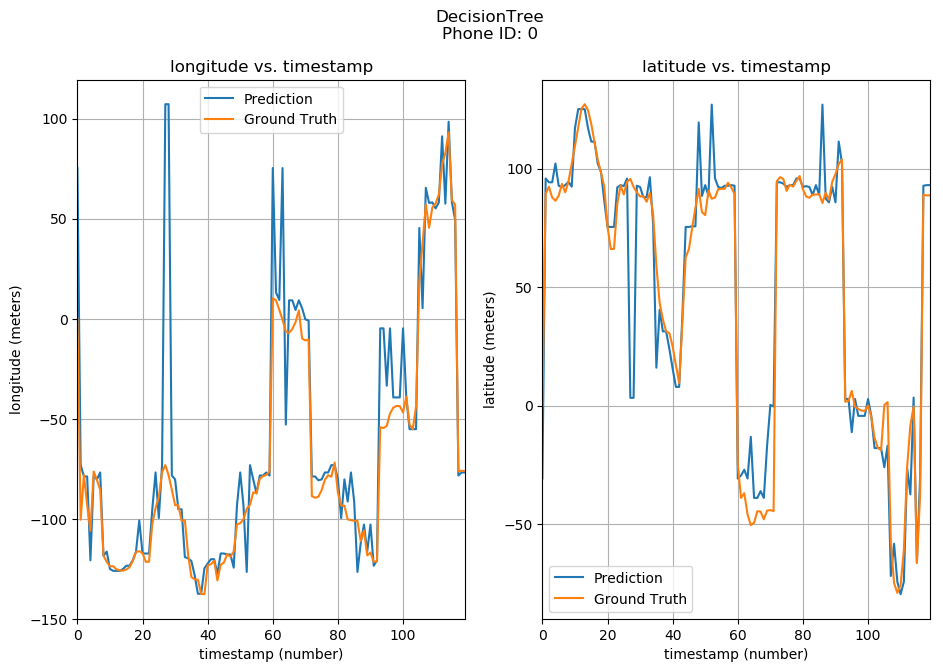 DecisionTree
Phone ID: 0
longitude vs. timestamp
longitude (meters)
100
50
0
−50
−100
−150
0
20
40
60
80
100
timestamp (number)
Prediction
Ground Truth
latitude vs. timestamp
latitude (meters)
100
50
0
−50
0
20
40
60
80
100
timestamp (number)
Prediction
Ground Truth